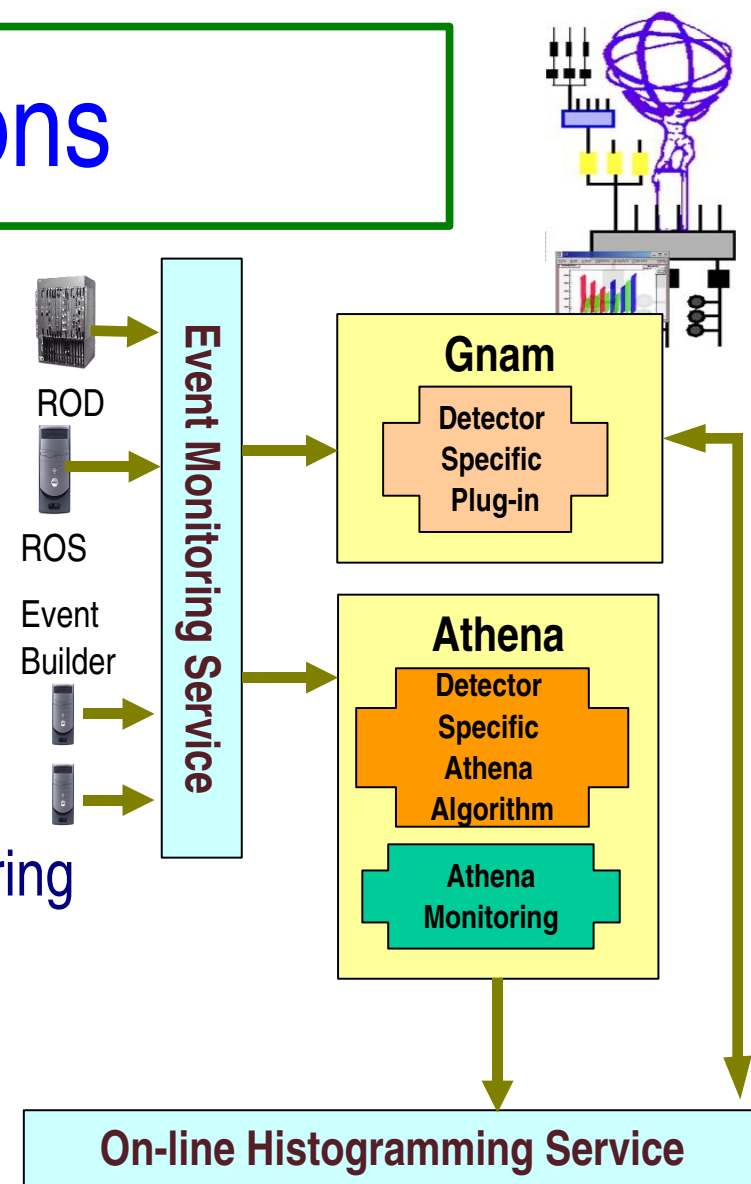 ons
ROD
ROS
Event
Builder
Event Monitoring Service
Gnam
Detector
Specific
Plug-in
Athena
Detector
Specific
Athena
Algorithm
Athena
Monitoring
ring
On-line Histogramming Service